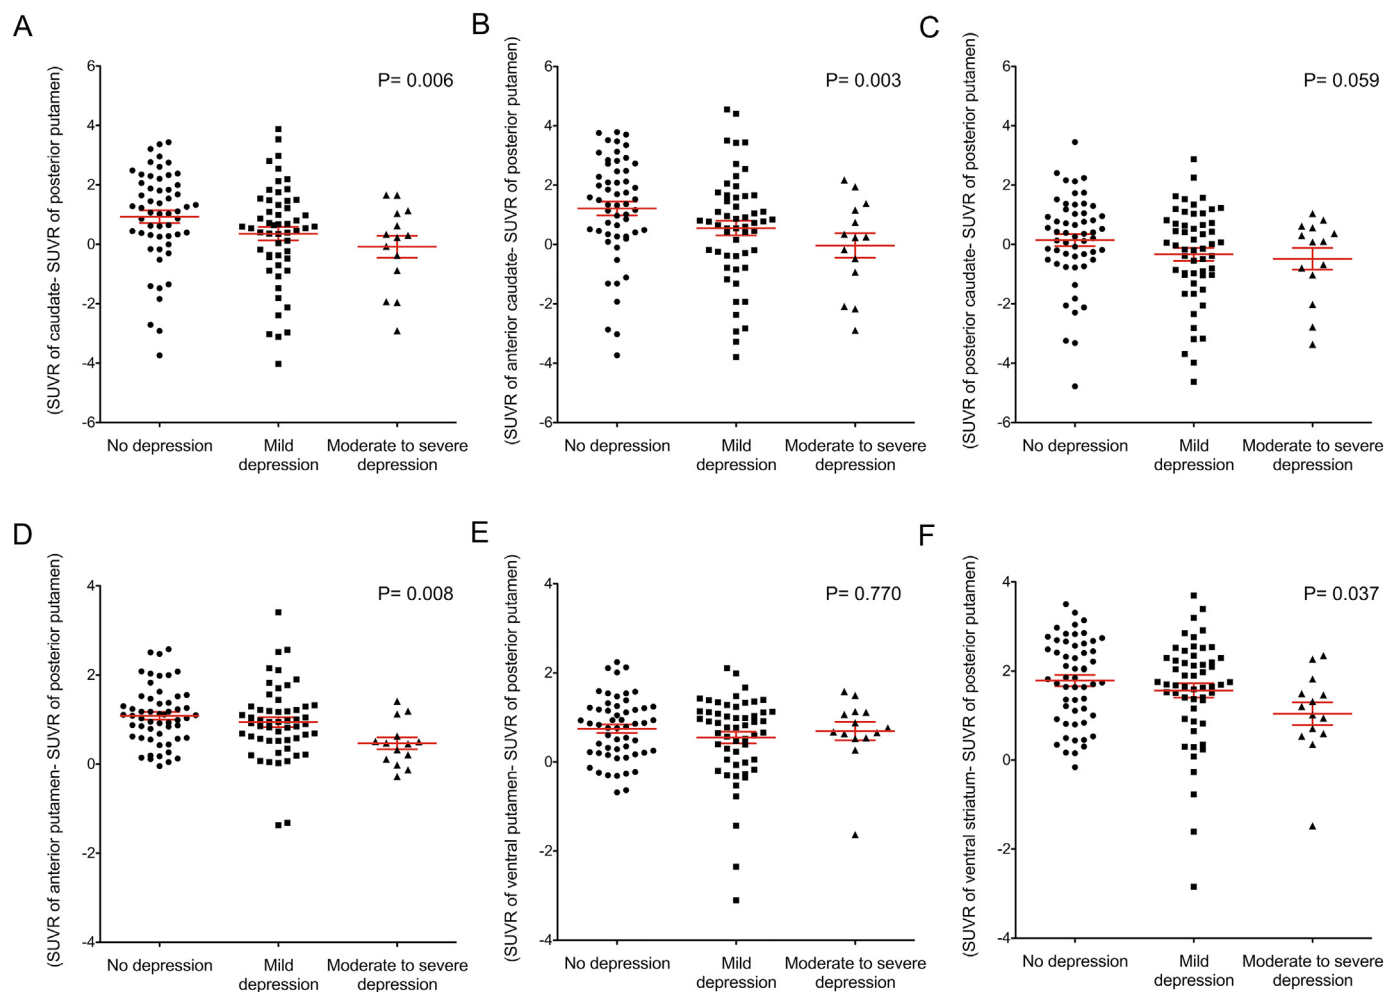 A
(SUVR of caudate- SUVR of posterior putamen)
P= 0.006
6
4
2
0
-2
-4
-6
No depression
Mild
depression
Moderate to severe
depression
B
(SUVR of anterior caudate- SUVR of posterior putamen)
P= 0.003
6
4
2
0
-2
-4
-6
No depression
Mild
depression
Moderate to severe
depression
C
(SUVR of posterior caudate- SUVR of posterior putamen)
P= 0.059
6
4
2
0
-2
-4
-6
No depression
Mild
depression
Moderate to severe
depression
D
(SUVR of anterior putamen- SUVR of posterior putamen)
P= 0.008
4
2
0
-2
-4
No depression
Mild
depression
Moderate to severe
depression
E
(SUVR of ventral putamen- SUVR of posterior putamen)
P= 0.770
4
2
0
-2
-4
No depression
Mild
depression
Moderate to severe
depression
F
(SUVR of ventral striatum- SUVR of posterior putamen)
P= 0.037
4
2
0
-2
-4
No depression
Mild
depression
Moderate to severe
depression